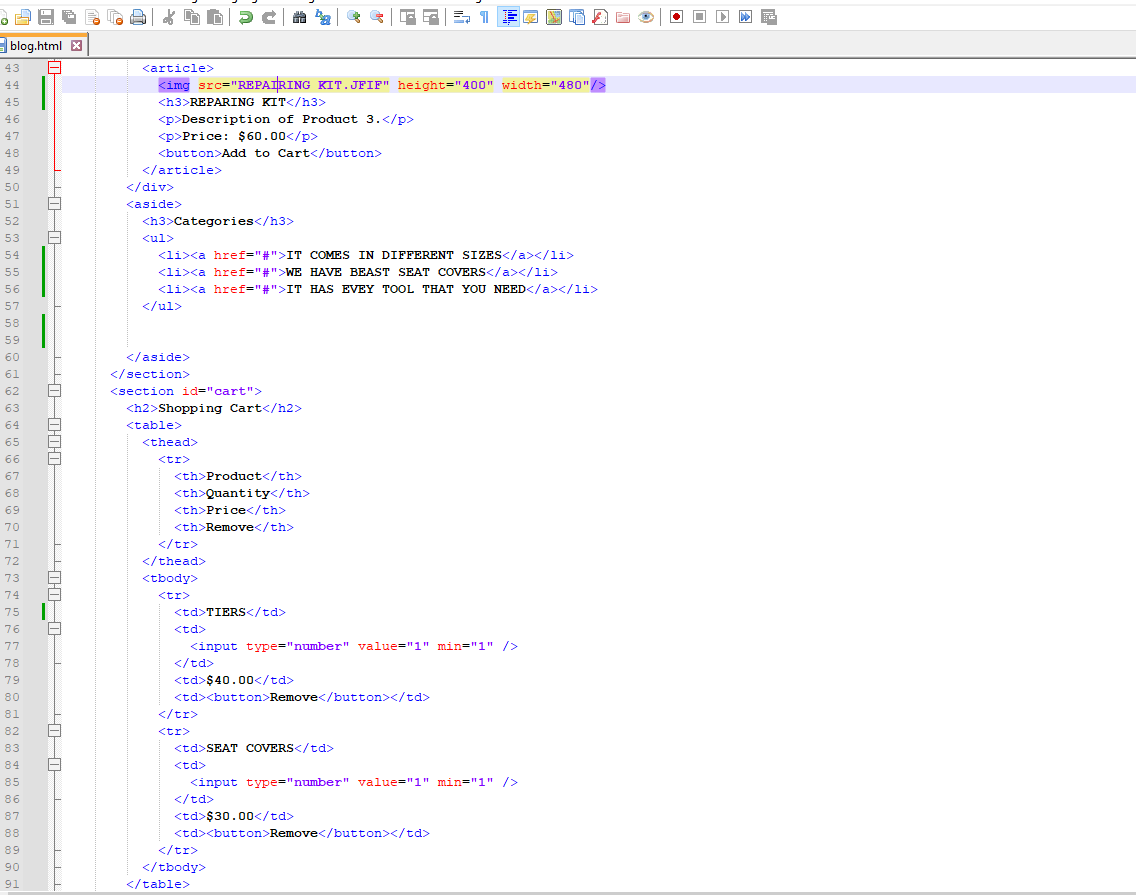 blog.html
43 <article>
44 <img src="REPAIRING KIT.JFIF" height="400" width="480"/>
45 <h3>REPARING KIT</h3>
46 <p>Description of Product 3.</p>
47 <p>Price: $60.00</p>
48 <button>Add to Cart</button>
49 </article>
50 </div>
51 <aside>
52 <h3>Categories</h3>
53 <ul>
54 <li><a href="#">IT COMES IN DIFFERENT SIZES</a></li>
55 <li><a href="#">WE HAVE BEAST SEAT COVERS</a></li>
56 <li><a href="#">IT HAS EVEY TOOL THAT YOU NEED</a></li>
57 </ul>
58
59
60 </aside>
61 </section>
62 <section id="cart">
63 <h2>Shopping Cart</h2>
64 <table>
65 <thead>
66 <tr>
67 <th>Product</th>
68 <th>Quantity</th>
69 <th>Price</th>
70 <th>Remove</th>
71 </tr>
72 </thead>
73 <tbody>
74 <tr>
75 <td>TIERS</td>
76 <td>
77 <input type="number" value="1" min="1" />
78 </td>
79 <td>$40.00</td>
80 <td><button>Remove</button></td>
81 </tr>
82 <tr>
83 <td>SEAT COVERS</td>
84 <td>
85 <input type="number" value="1" min="1" />
86 </td>
87 <td>$30.00</td>
88 <td><button>Remove</button></td>
89 </tr>
90 </tbody>
91 </table>